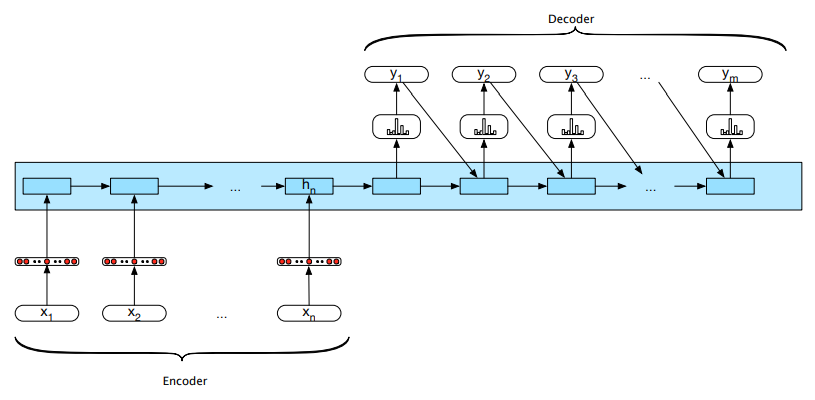 Decoder
y1 y2 y3 ... ym
... hn ...
x1 x2 ... xn
Encoder